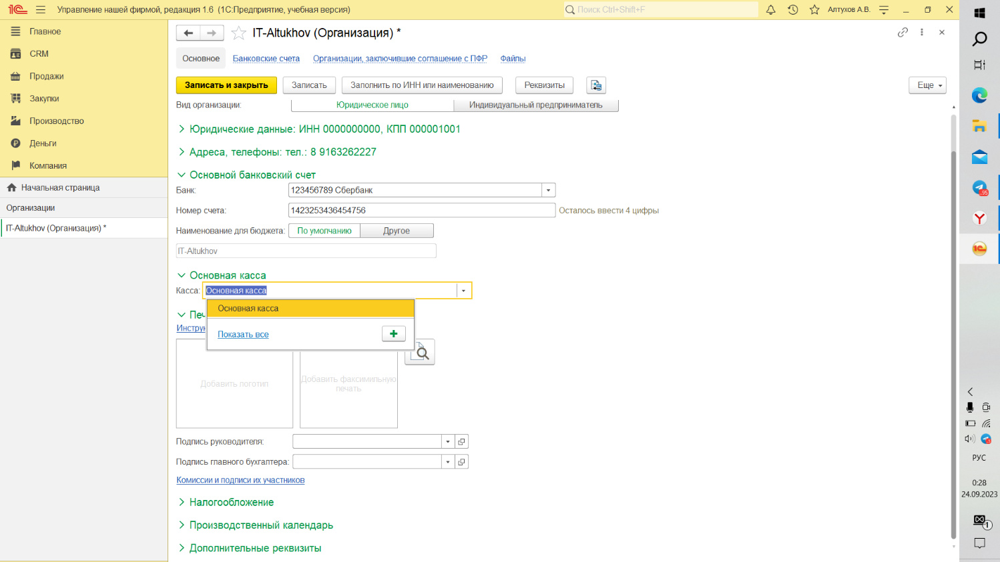 1С Управление нашей фирмой, редакция 1.6 (1С:Предприятие, учебная версия)
Поиск Ctrl+Shift+F
Алтухов А.В.
Главное
CRM
Продажи
Закупки
Производство
Деньги
Компания
Начальная страница
Организации
IT-Altukhov (Организация) *
IT-Altukhov (Организация) *
Основное Банковские счета Организации, заключившие соглашение с ПФР Файлы
Записать и закрыть Записать Заполнить по ИНН или наименованию Реквизиты Еще
Вид организации: Юридическое лицо Индивидуальный предприниматель
Юридические данные: ИНН 0000000000, КПП 000001001
Адреса, телефоны: тел.: 8 9163262227
Основной банковский счет
Банк: 123456789 Сбербанк
Номер счета: 1423253436454756 Осталось ввести 4 цифры
Наименование для бюджета: По умолчанию Другое
IT-Altukhov
Основная касса
Касса: Основная касса
Основная касса
Показать все
Добавить логотип
Добавить факсимильную
печать
Подпись руководителя:
Подпись главного бухгалтера:
Комиссии и подписи их участников
Налогообложение
Производственный календарь
Дополнительные реквизиты
95
1С
РУС
0:28
24.09.2023
1